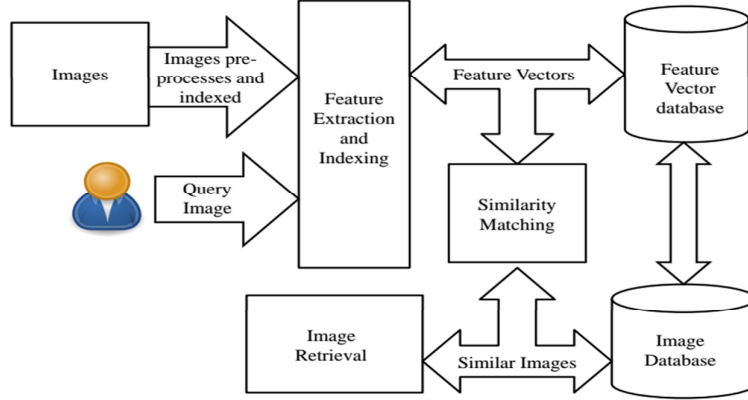 Images
Images pre-
processes and
indexed
Feature
Extraction
and
Indexing
Feature Vectors
Feature
Vector
database
Query
Image
Similarity
Matching
Image
Retrieval
Similar Images
Image
Database